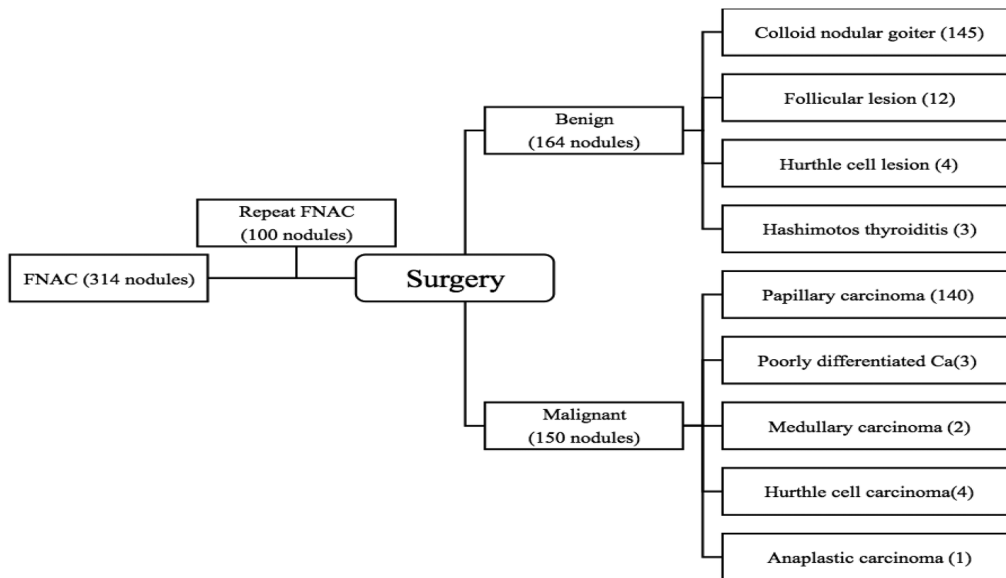 FNAC (314 nodules)
Repeat FNAC
(100 nodules)
Surgery
Benign
(164 nodules)
Colloid nodular goiter (145)
Follicular lesion (12)
Hurthle cell lesion (4)
Hashimotos thyroiditis (3)
Malignant
(150 nodules)
Papillary carcinoma (140)
Poorly differentiated Ca(3)
Medullary carcinoma (2)
Hurthle cell carcinoma(4)
Anaplastic carcinoma (1)